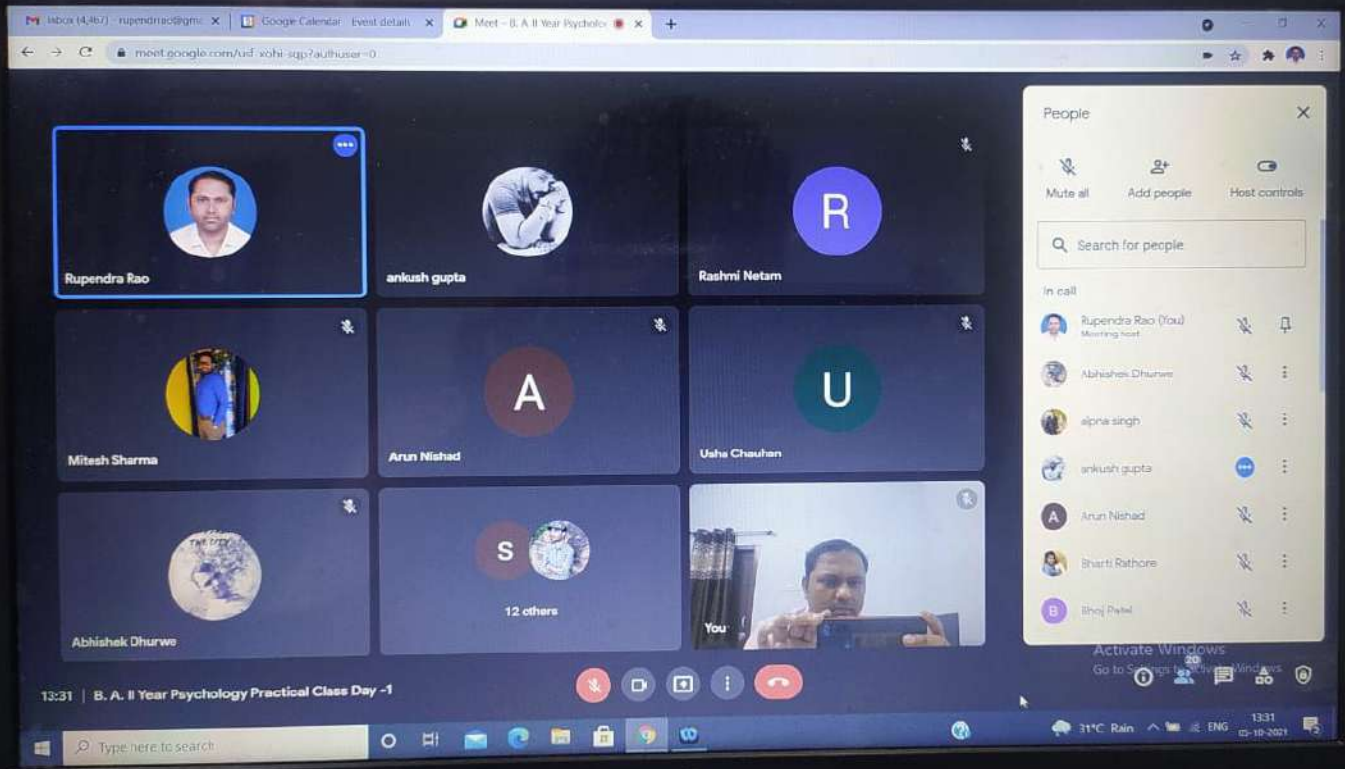 Inbox (4,467) - rupendrrao@gmc
Google Calendar - Event details
Meet - B. A. II Year Psycholo
meet.google.com/usf-xohi-sqp?authuser=0
Rupendra Rao
ankush gupta
R
Rashmi Netam
Mitesh Sharma
A
Arun Nishad
U
Usha Chauhan
THE CITY
Abhishek Dhurwe
S
12 others
You
People
Mute all
Add people
Host controls
Search for people
In call
Rupendra Rao (You)
Meeting host
Abhishek Dhurwe
alpna singh
ankush gupta
A
Arun Nishad
Bharti Rathore
B
Bhoj Patel
Activate Windows
Go to Settings to activate Windows.
20
13:31 | B. A. II Year Psychology Practical Class Day -1
Type here to search
31°C Rain
ENG
13:31
05-10-2021
2